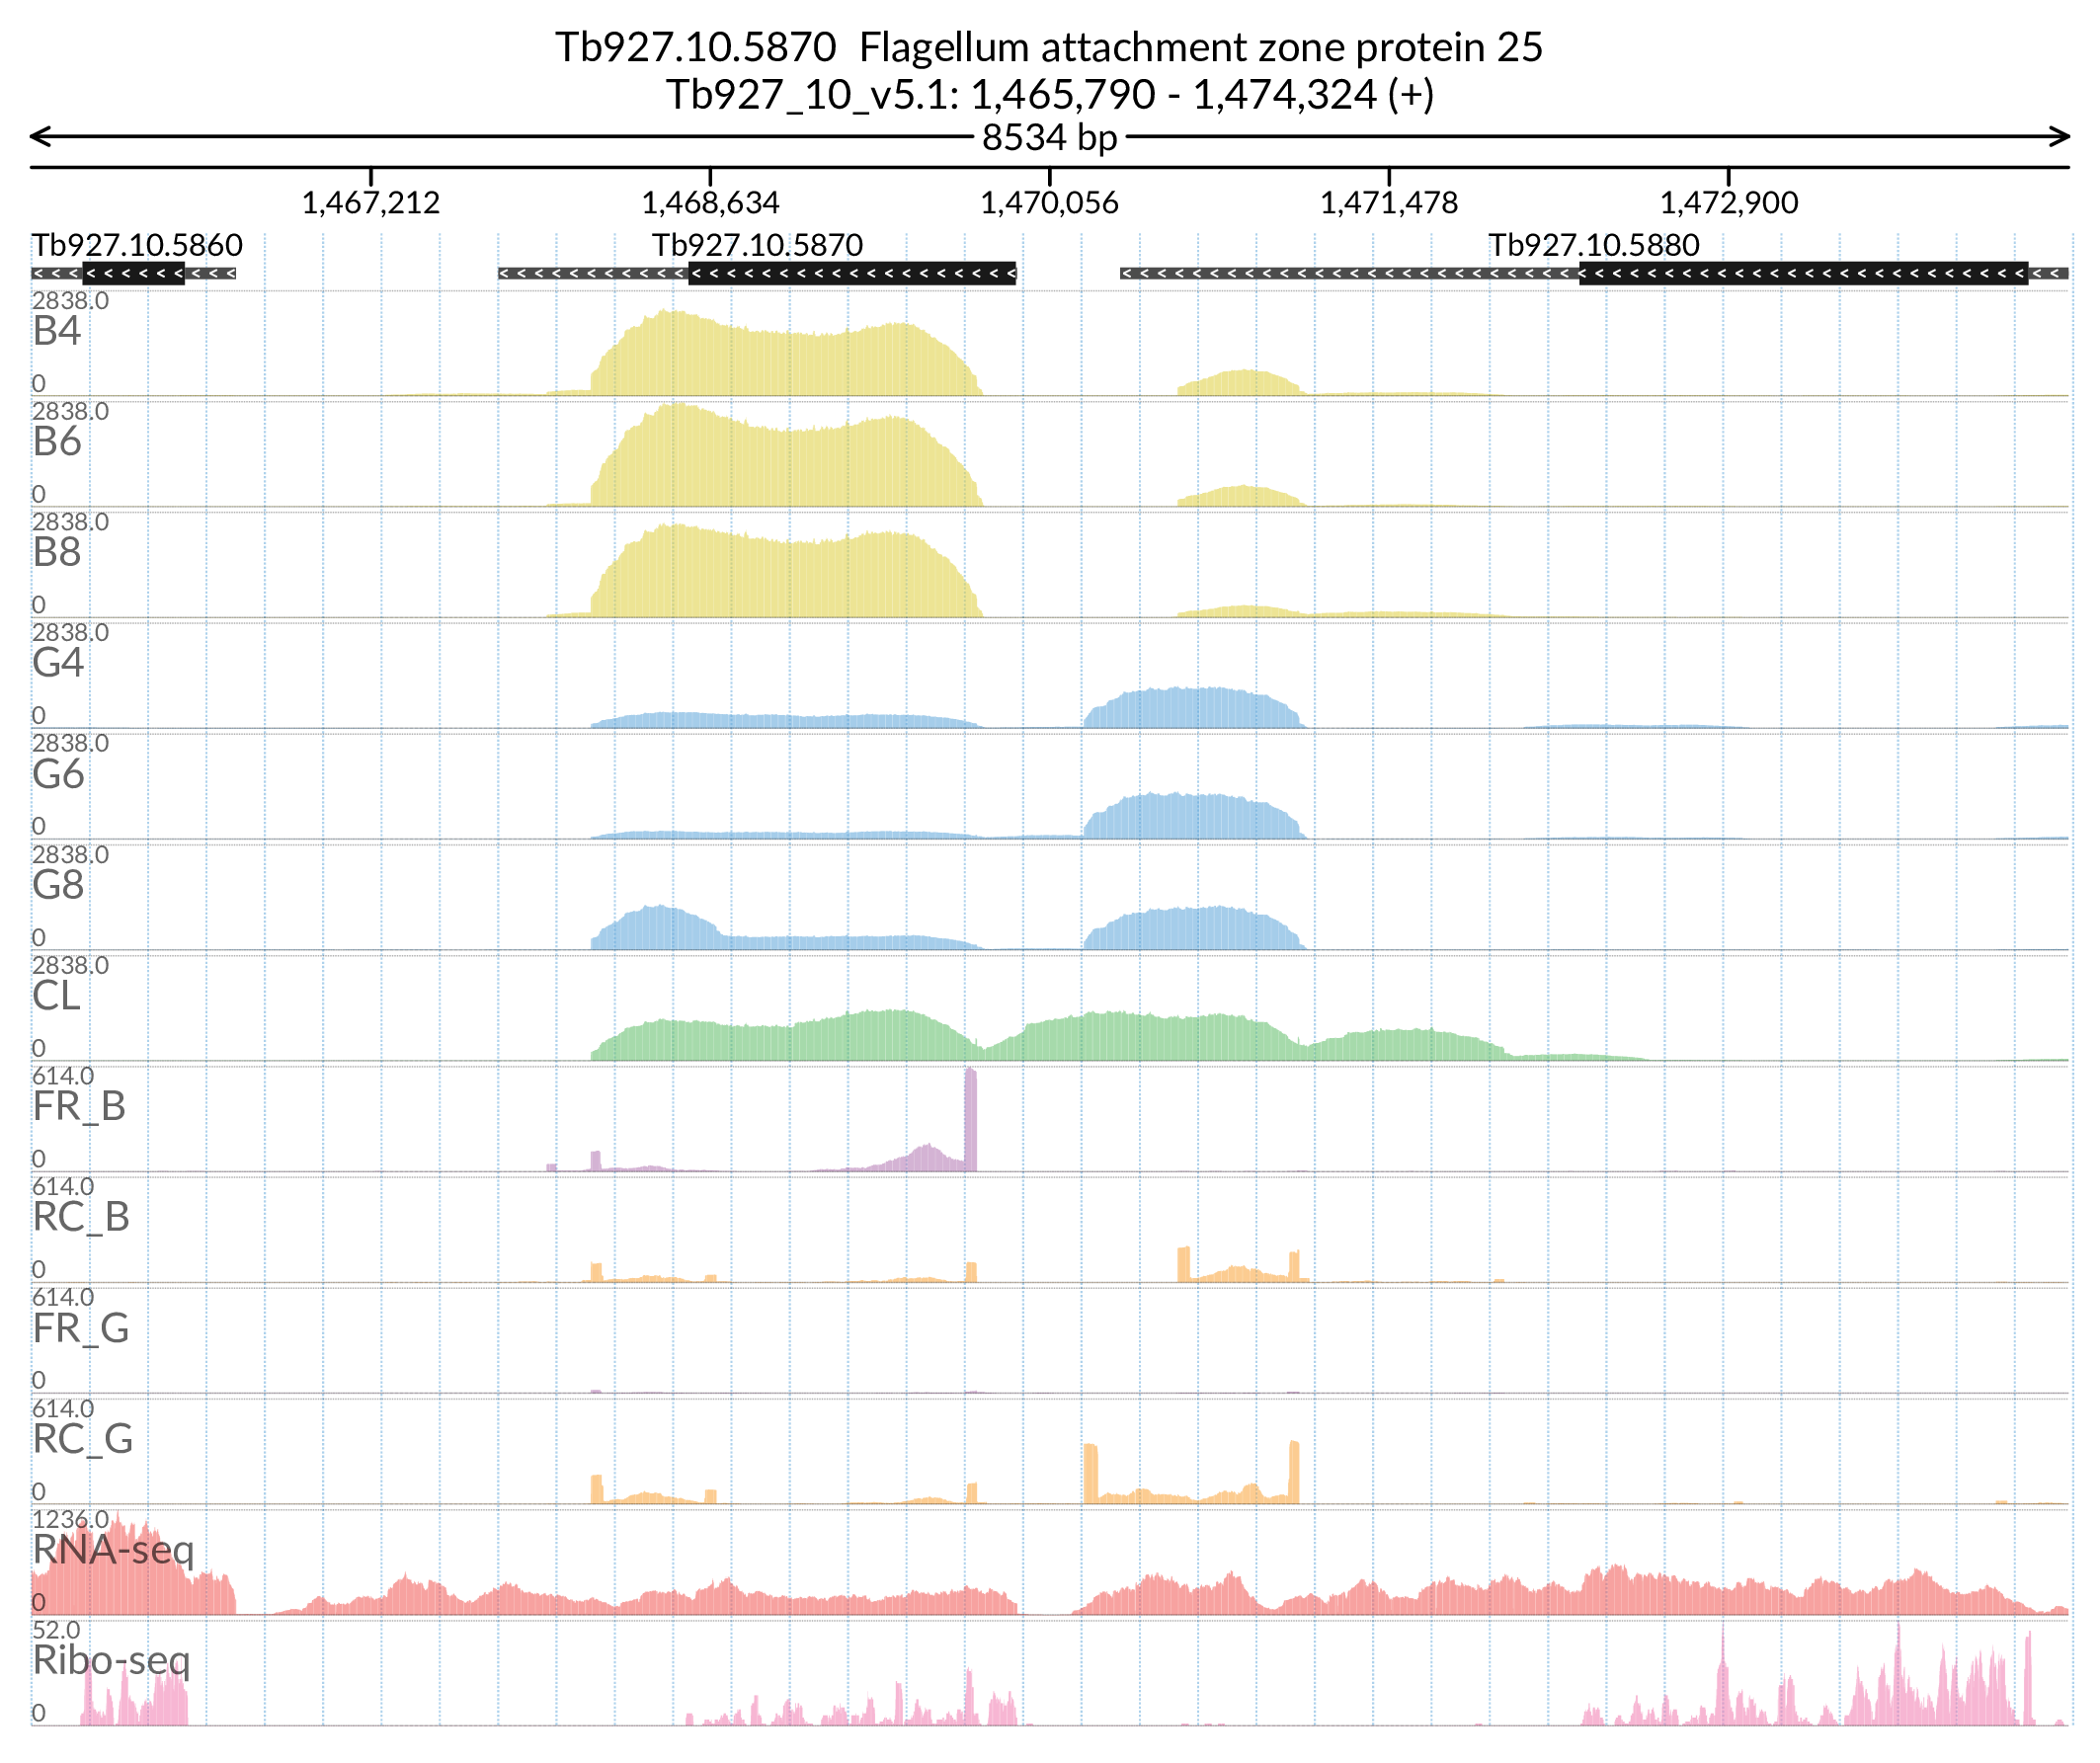 Tb927.10.5870  Flagellum attachment zone protein 25
Tb927_10_v5.1: 1,465,790 - 1,474,324 (+)
8534 bp
1,467,212 1,468,634 1,470,056 1,471,478 1,472,900
Tb927.10.5860 Tb927.10.5870 Tb927.10.5880
2838.0
B4
0
2838.0
B6
0
2838.0
B8
0
2838.0
G4
0
2838.0
G6
0
2838.0
G8
0
2838.0
CL
0
614.0
FR_B
0
614.0
RC_B
0
614.0
FR_G
0
614.0
RC_G
0
1236.0
RNA-seq
0
52.0
Ribo-seq
0